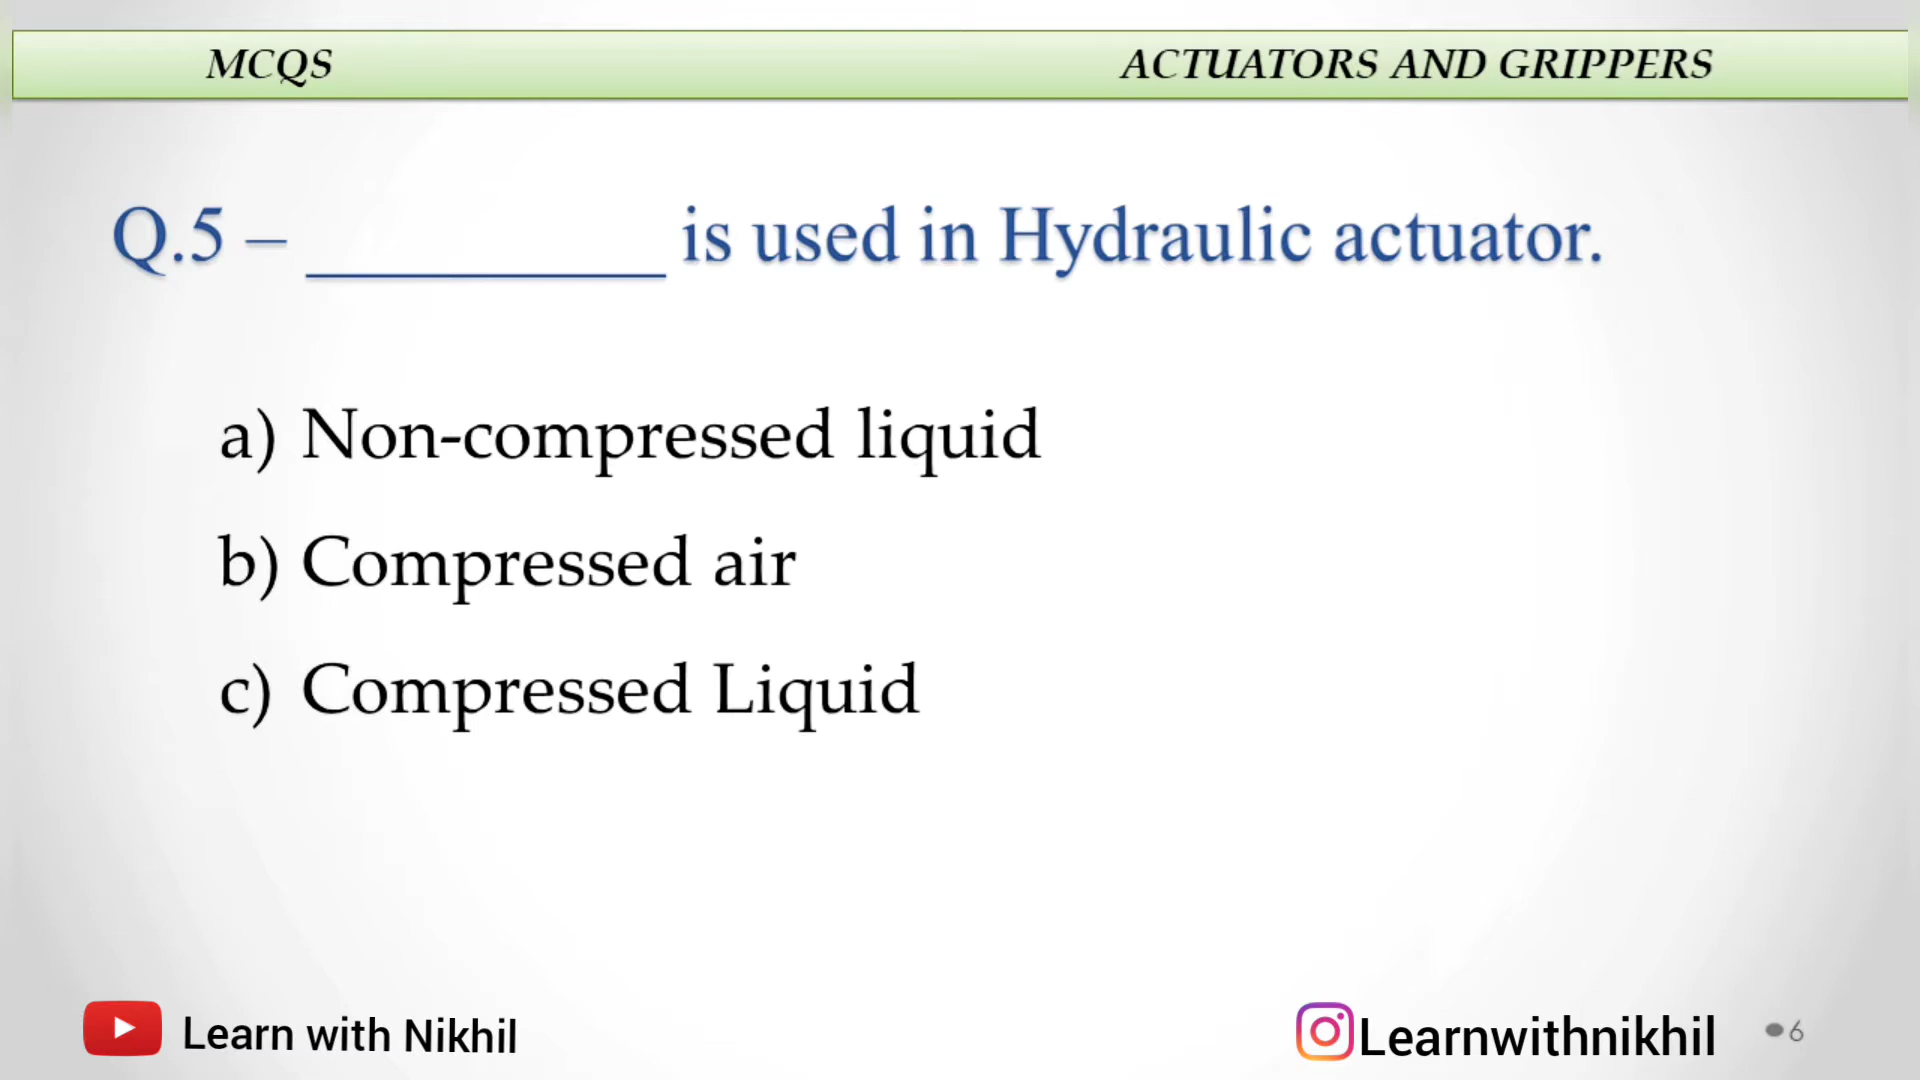 MCQS ACTUATORS AND GRIPPERS
Q.5 – __________ is used in Hydraulic actuator.
a) Non-compressed liquid
b) Compressed air
c) Compressed Liquid
Learn with Nikhil Learnwithnikhil 6